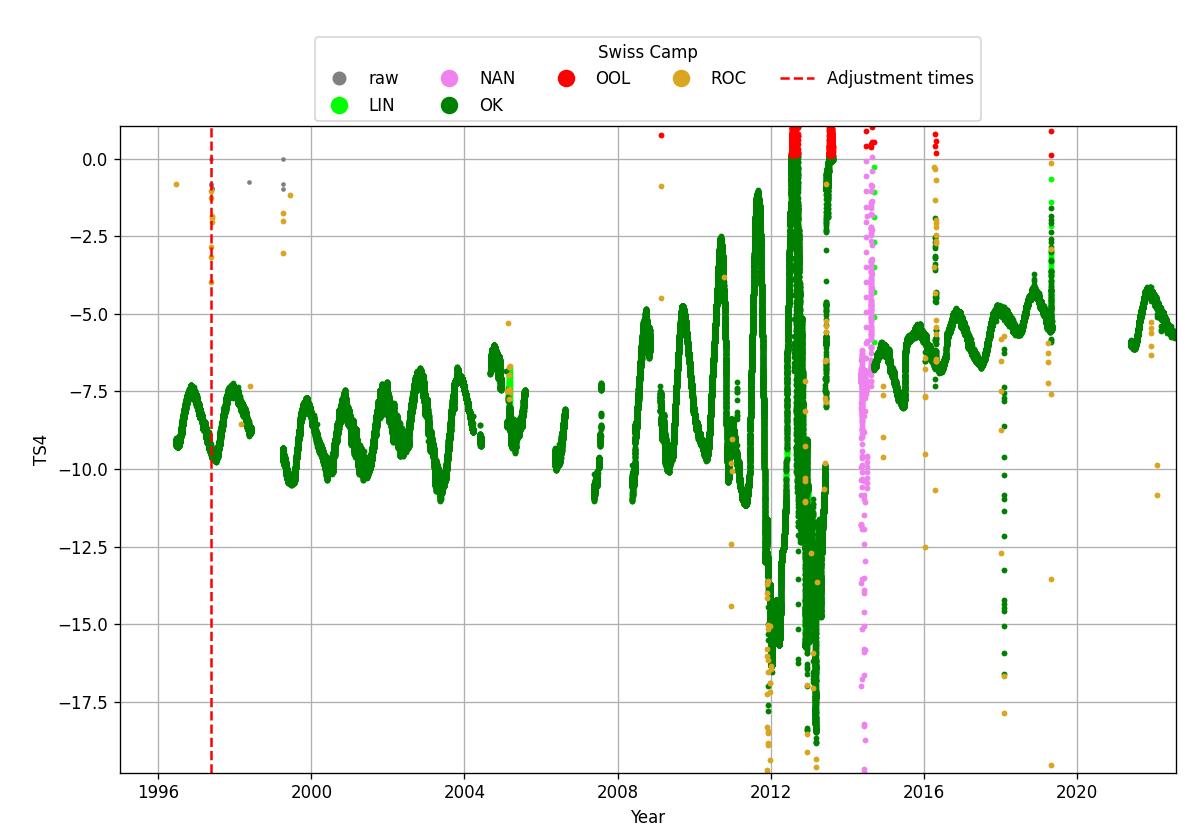 Swiss Camp
raw NAN OOL ROC Adjustment times
LIN OK
0.0
−2.5
−5.0
−7.5
−10.0
−12.5
−15.0
−17.5
TS4
1996 2000 2004 2008 2012 2016 2020
Year